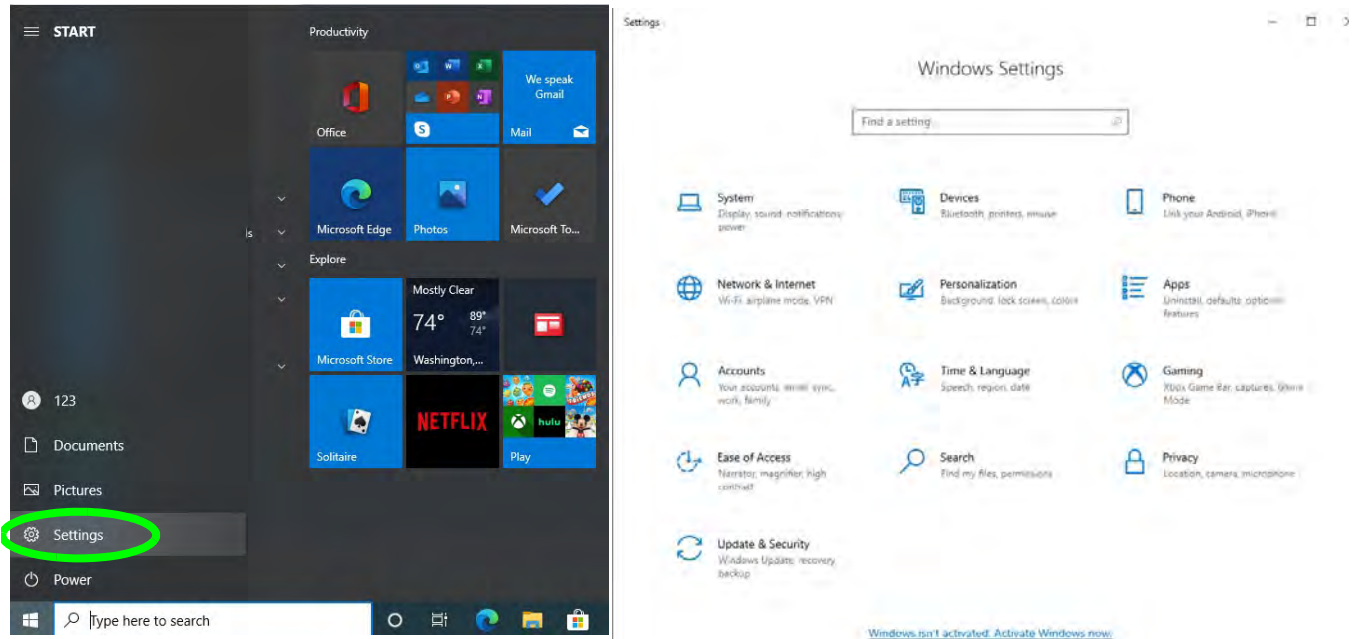 START
Productivity
Office
We speak
Gmail
Mail
Microsoft Edge
Photos
Microsoft To...
ls
Explore
Microsoft Store
Mostly Clear
74° 89°
74°
Washington,...
Solitaire
NETFLIX
hulu
Play
123
Documents
Pictures
Settings
Power
Type here to search
Settings
Windows Settings
Find a setting
System
Display, sound, notifications,
power
Devices
Bluetooth, printers, mouse
Phone
Link your Android, iPhone
Network & Internet
Wi-Fi, airplane mode, VPN
Personalization
Background, lock screen, colors
Apps
Uninstall, defaults, optional
features
Accounts
Your accounts, email, sync,
work, family
Time & Language
Speech, region, date
Gaming
Xbox Game Bar, captures, Game
Mode
Ease of Access
Narrator, magnifier, high
contrast
Search
Find my files, permissions
Privacy
Location, camera, microphone
Update & Security
Windows Update, recovery,
backup
Windows isn't activated. Activate Windows now.